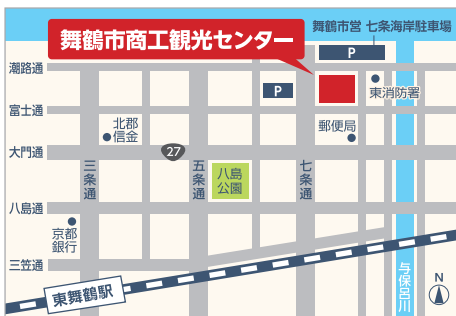 舞鶴市営 七条海岸駐車場
舞鶴市商工観光センター
P
潮路通
P
東消防署
富士通
北郡
信金
郵便局
大門通
27
三条通
五条通
八島
公園
七条通
八島通
京都
銀行
三笠通
与保呂川
東舞鶴駅
N